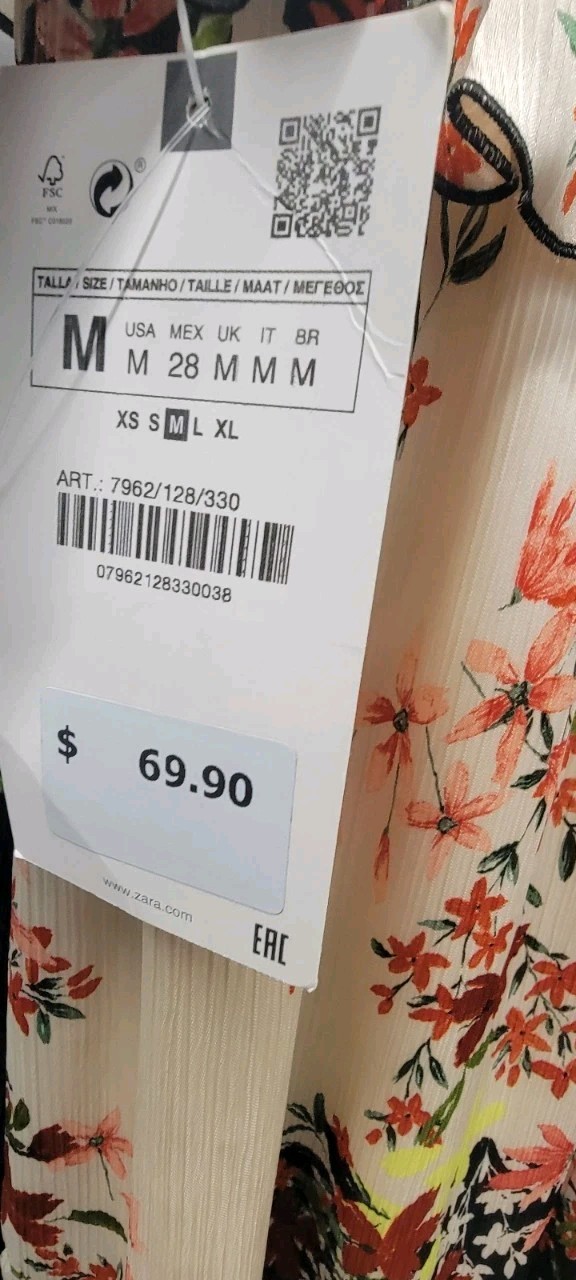 FSC
®
MIX
TALLA / SIZE / TAMANHO / TAILLE / MAAT / ΜΕΓΕΘΟΣ
M
USA MEX UK IT BR
M 28 M M M
XS S M L XL
ART.: 7962/128/330
07962128330038
$ 69.90
www.zara.com
EAC